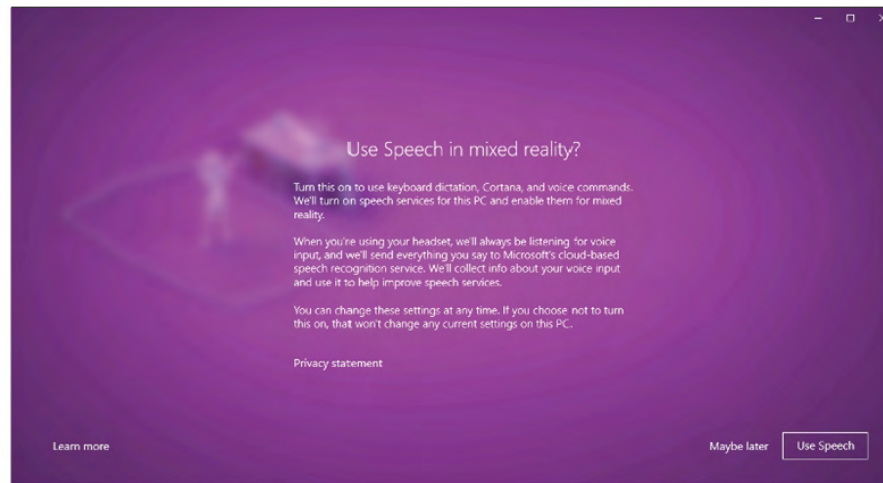 Use Speech in mixed reality?
Turn this on to use keyboard dictation, Cortana, and voice commands.
We'll turn on speech services for this PC and enable them for mixed
reality.
When you're using your headset, we'll always be listening for voice
input, and we'll send everything you say to Microsoft's cloud-based
speech recognition service. We'll collect info about your voice input
and use it to help improve speech services.
You can change these settings at any time. If you choose not to turn
this on, that won't change any current settings on this PC.
Privacy statement
Learn more
Maybe later
Use Speech